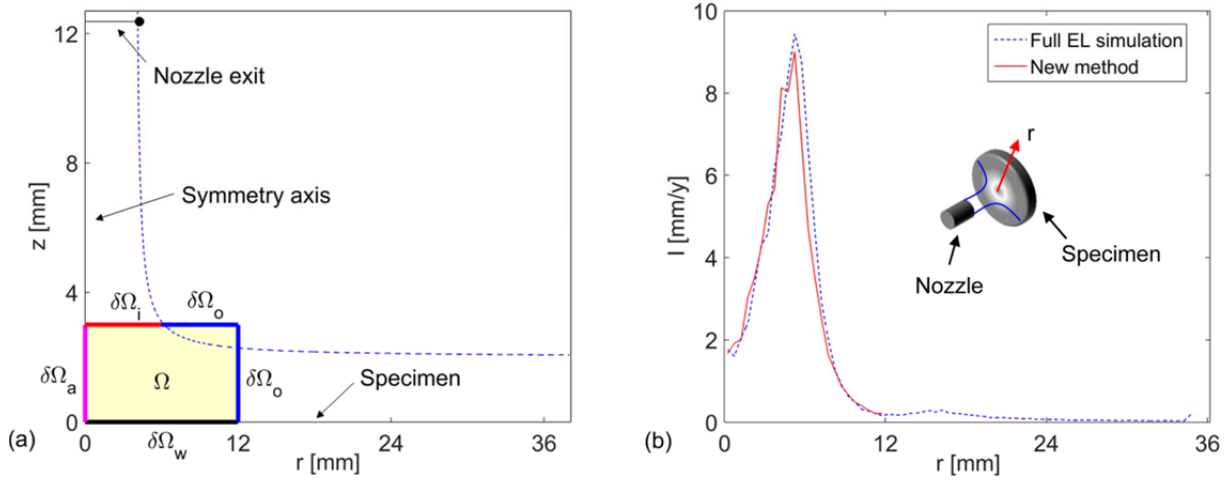 12
Nozzle exit
8
z [mm]
Symmetry axis
4
δΩi
δΩo
δΩa
Ω
δΩo
Specimen
0
(a)
0
12
24
36
δΩw
r [mm]
10
Full EL simulation
New method
8
r
6
I [mm/y]
Specimen
4
Nozzle
2
0
(b)
0
12
24
36
r [mm]